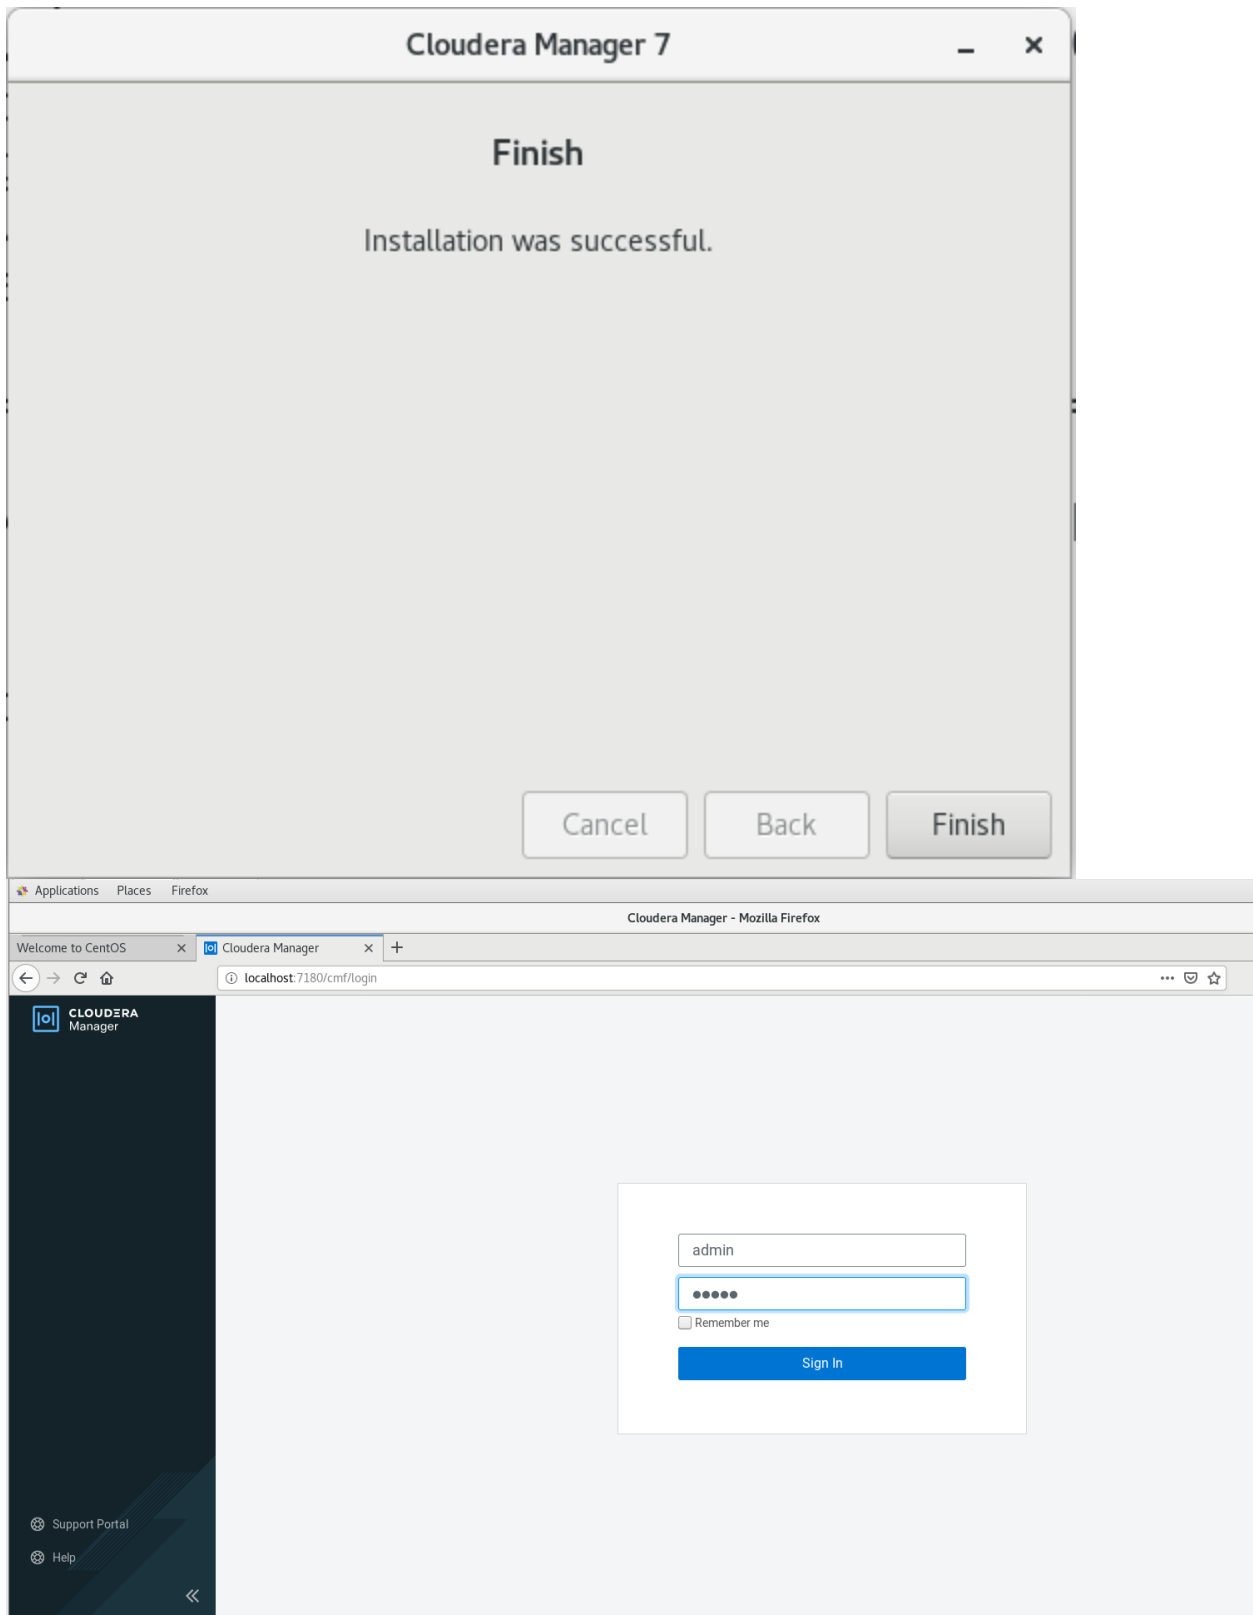 Cloudera Manager 7
Finish
Installation was successful.
Cancel Back Finish
Applications Places Firefox
Cloudera Manager - Mozilla Firefox
Welcome to CentOS Cloudera Manager
localhost:7180/cmf/login
CLOUDERA
Manager
admin
•••••
Remember me
Sign In
Support Portal
Help